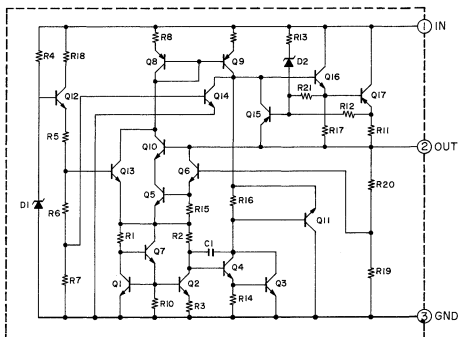 R4 R18 R8 R13 1 IN
Q8 Q9 D2 Q16
Q12 Q14 R21 Q17
Q15 R12
R5 R17 R11
Q10 2 OUT
Q13 Q6
D1 Q5 R20
R6 R15 R16
Q11
R1 Q7 R2 C1
R7 Q4 R19
Q1 Q2 Q3
R10 R3 R14
3 GND